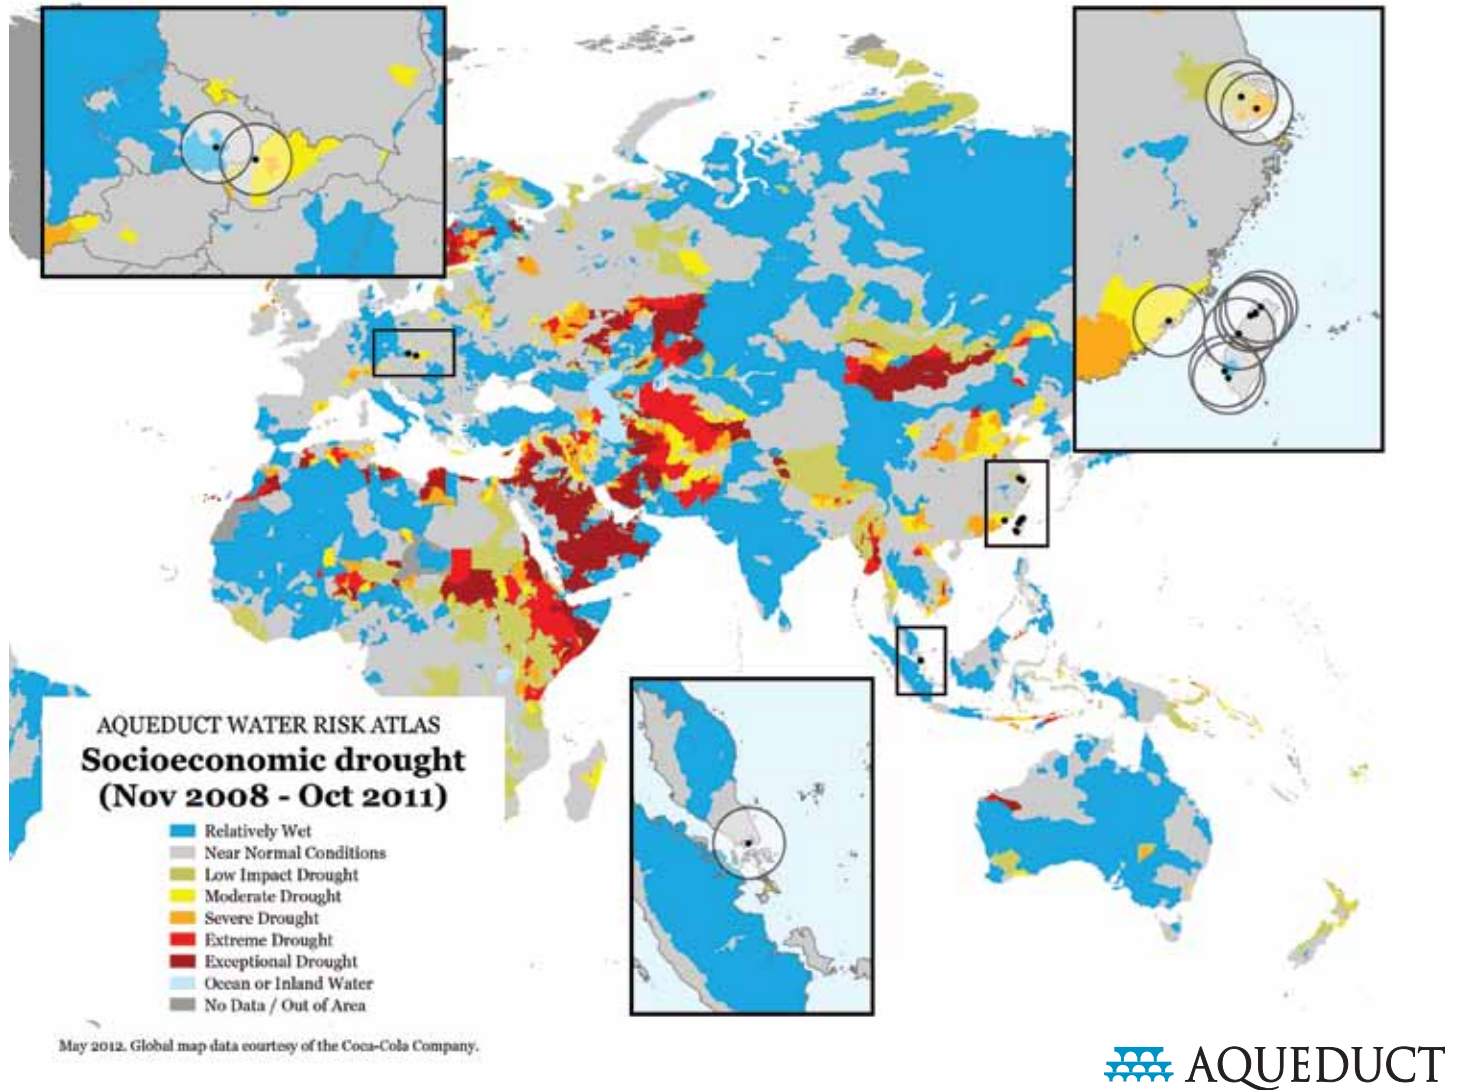 AQUEDUCT WATER RISK ATLAS
Socioeconomic drought
(Nov 2008 - Oct 2011)
Relatively Wet
Near Normal Conditions
Low Impact Drought
Moderate Drought
Severe Drought
Extreme Drought
Exceptional Drought
Ocean or Inland Water
No Data / Out of Area
May 2012. Global map data courtesy of the Coca-Cola Company.
AQUEDUCT